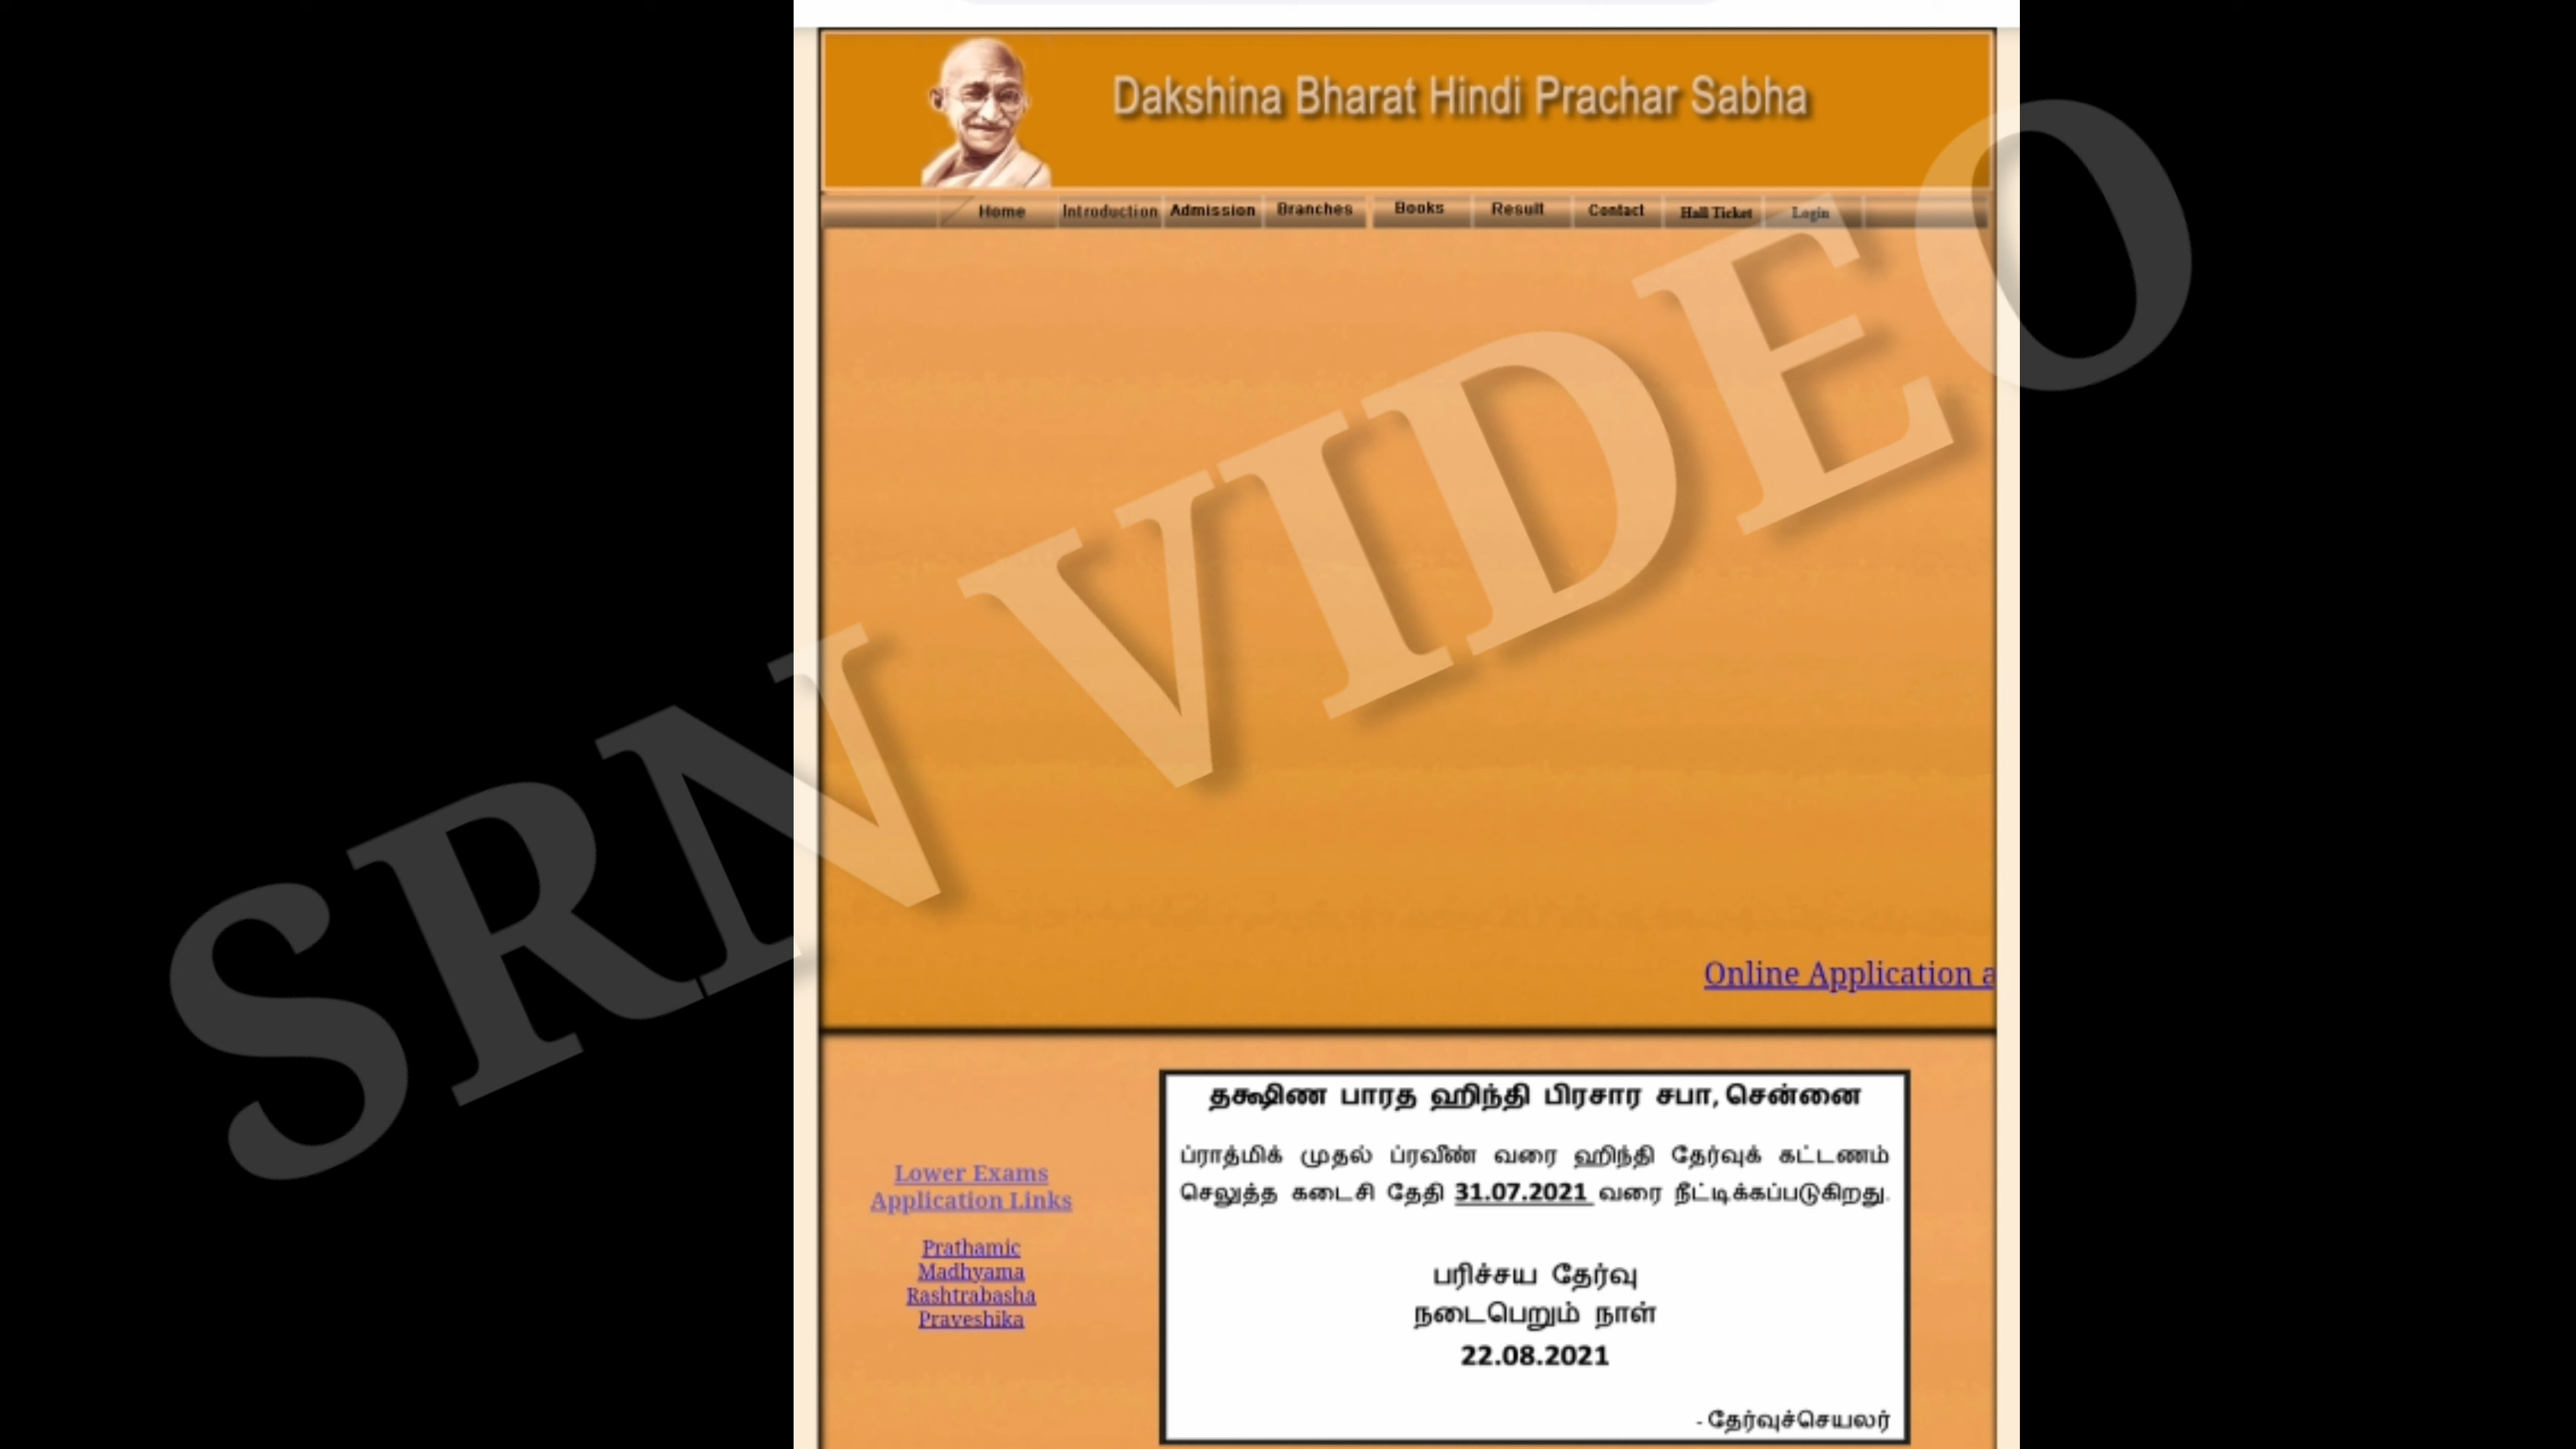 Dakshina Bharat Hindi Prachar Sabha
Home Introduction Admission Branches Books Result Contact Hall Ticket Login
SRN VIDEO
Online Application a
தக்ஷிண பாரத ஹிந்தி பிரசார சபா, சென்னை
ப்ராத்மிக் முதல் ப்ரவீண் வரை ஹிந்தி தேர்வுக் கட்டணம்
செலுத்த கடைசி தேதி 31.07.2021 வரை நீட்டிக்கப்படுகிறது.
பரிச்சய தேர்வு
நடைபெறும் நாள்
22.08.2021
- தேர்வுச்செயலர்
Lower Exams
Application Links
Prathamic
Madhyama
Rashtrabasha
Praveshika